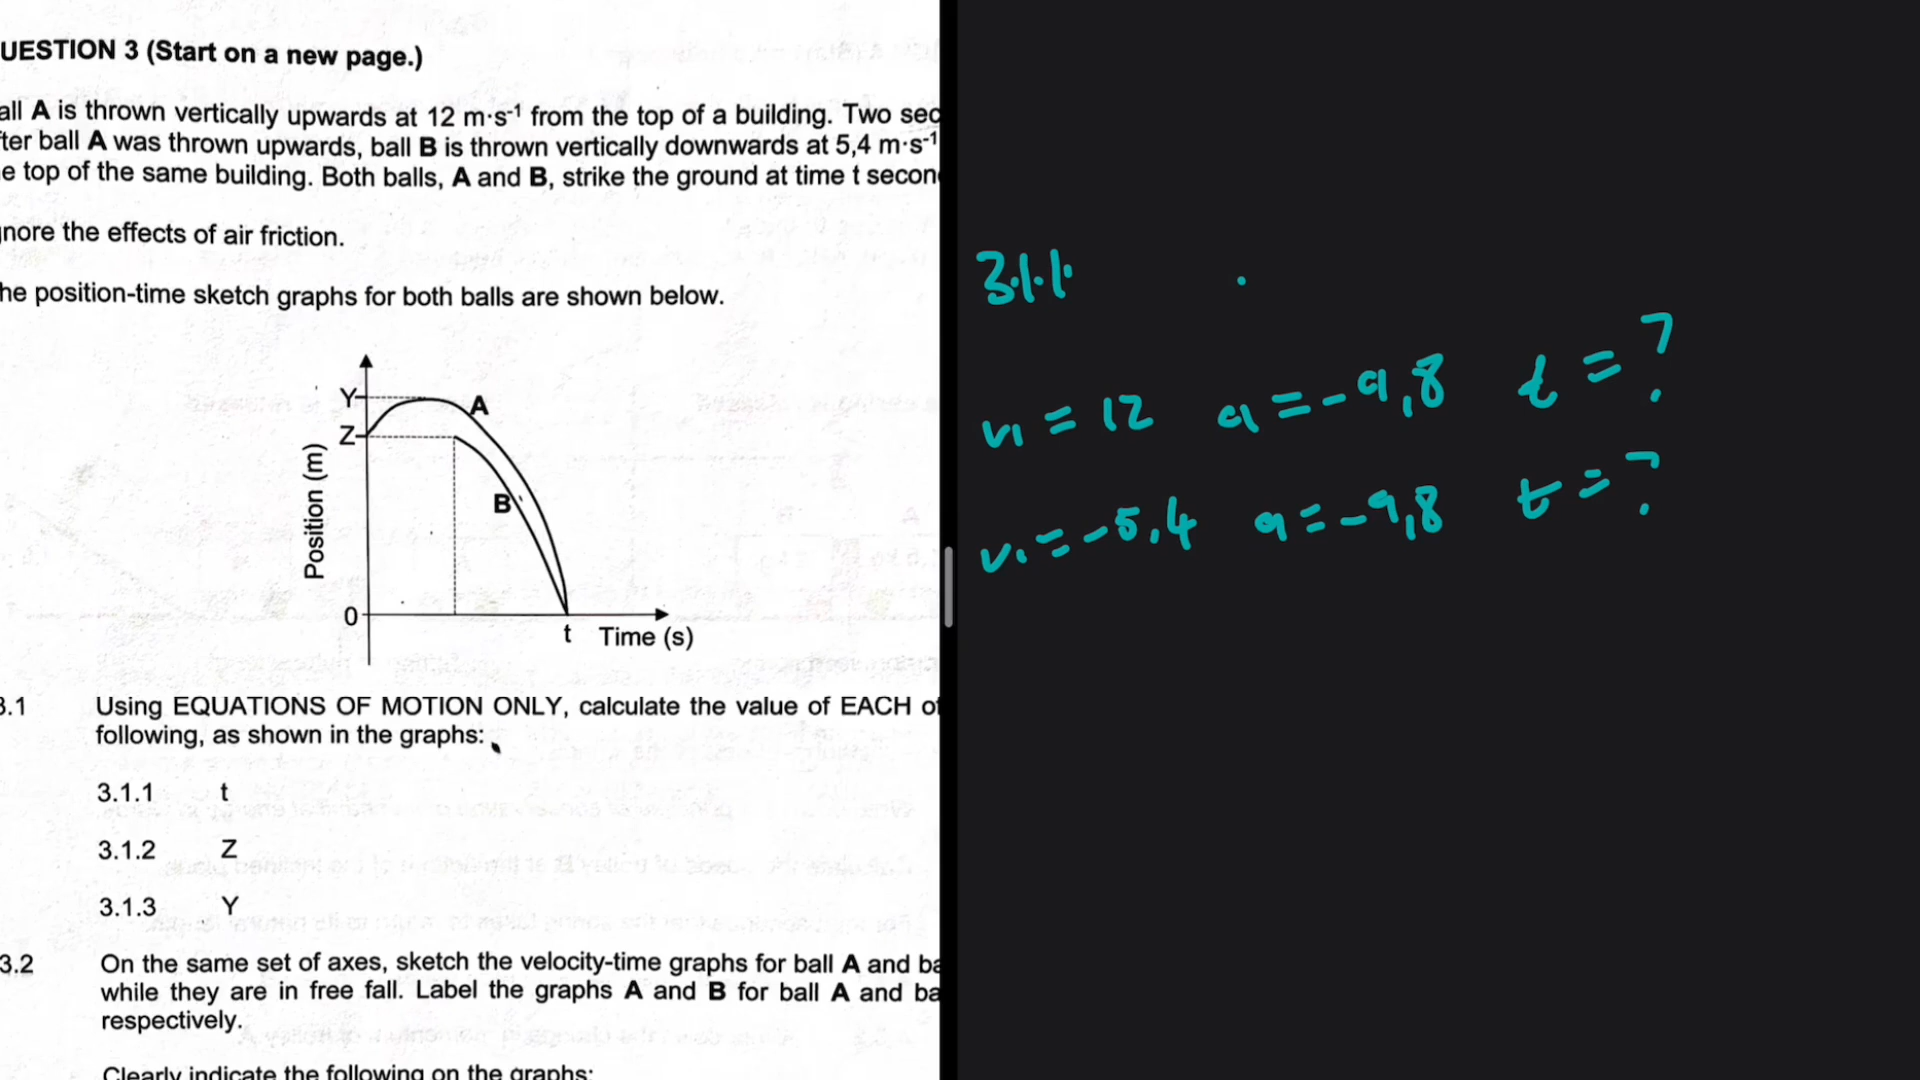 UESTION 3 (Start on a new page.)
all A is thrown vertically upwards at 12 m·s⁻¹ from the top of a building. Two sec
ter ball A was thrown upwards, ball B is thrown vertically downwards at 5,4 m·s⁻¹
e top of the same building. Both balls, A and B, strike the ground at time t secon
nore the effects of air friction.
he position-time sketch graphs for both balls are shown below.
Y
A
Z
Position (m)
B
0
t Time (s)
3.1 Using EQUATIONS OF MOTION ONLY, calculate the value of EACH of
following, as shown in the graphs:
3.1.1 t
3.1.2 Z
3.1.3 Y
3.2 On the same set of axes, sketch the velocity-time graphs for ball A and ba
while they are in free fall. Label the graphs A and B for ball A and ba
respectively.
Clearly indicate the following on the graphs:
3.1.1
vi = 12 a = -9,8 t = ?
vi = -5,4 a = -9,8 t = ?